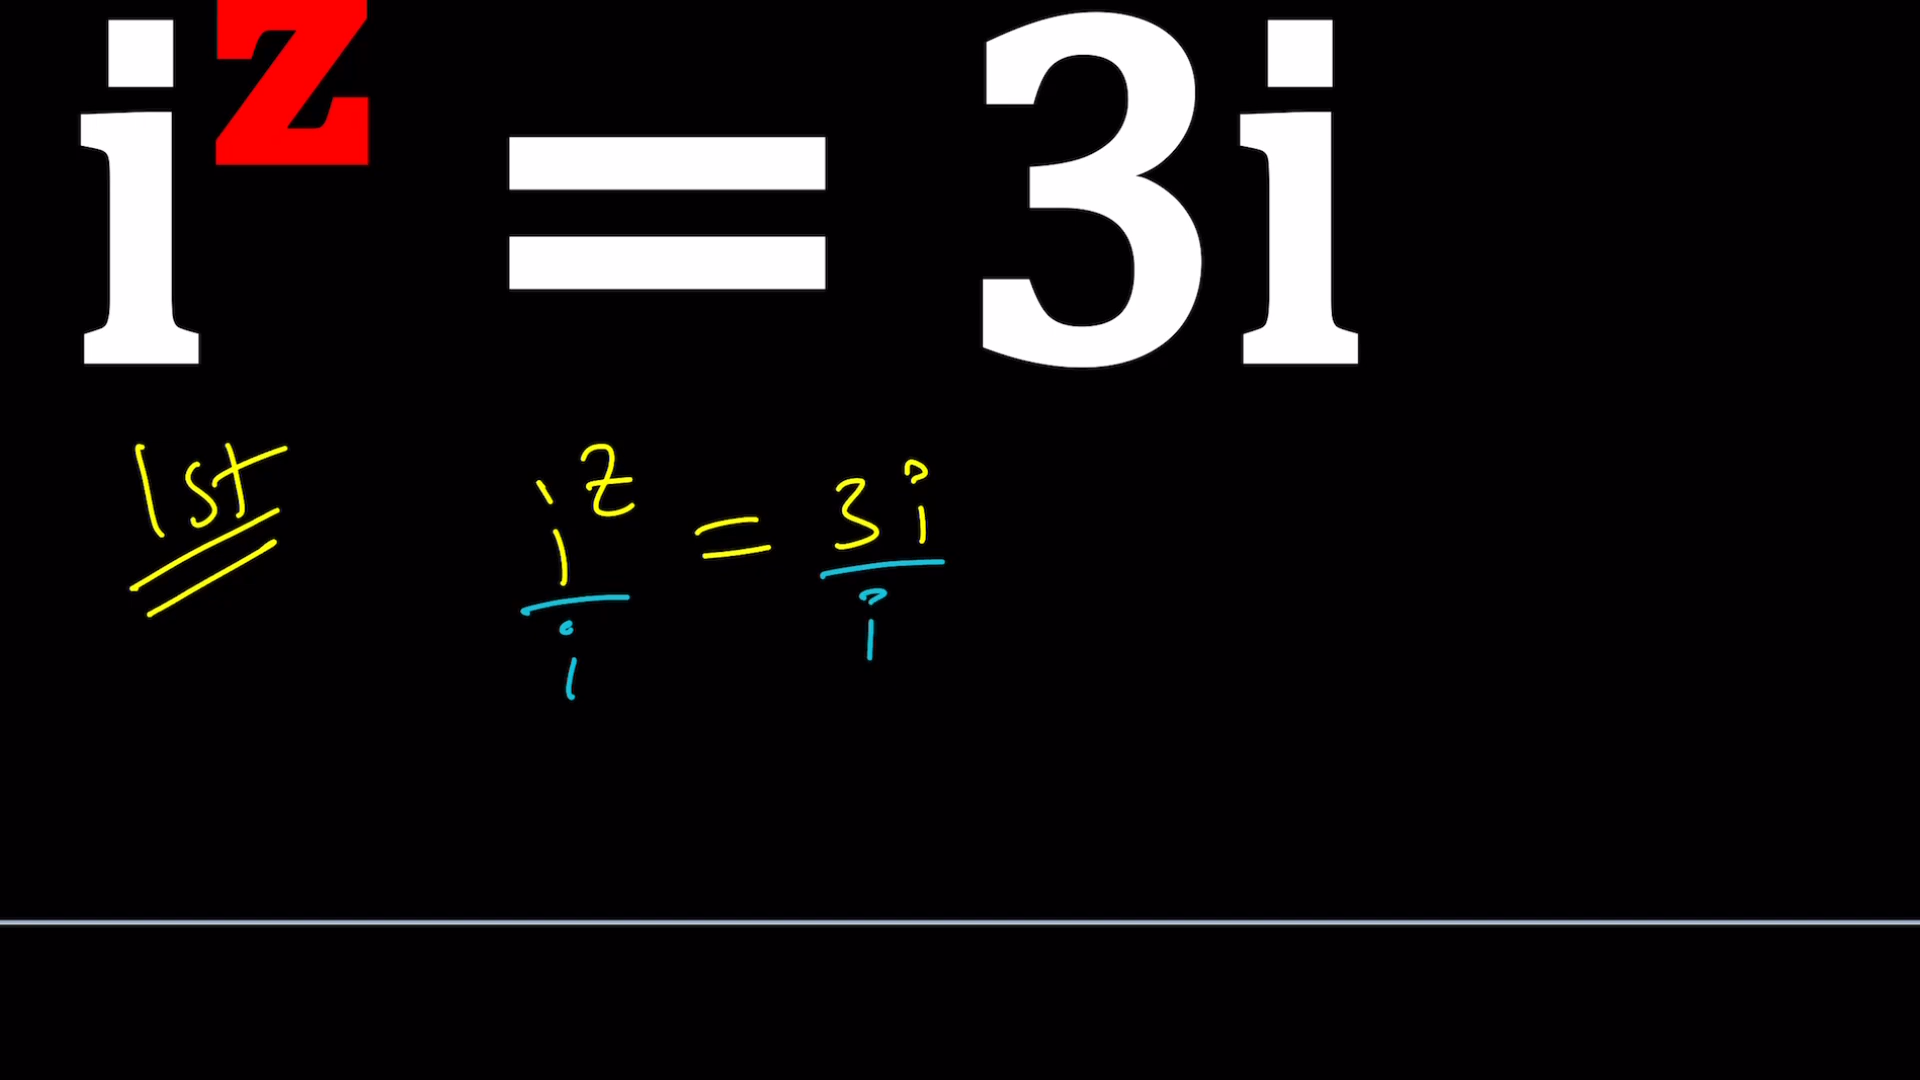 i^z = 3i
1st i^z = 3i
i i